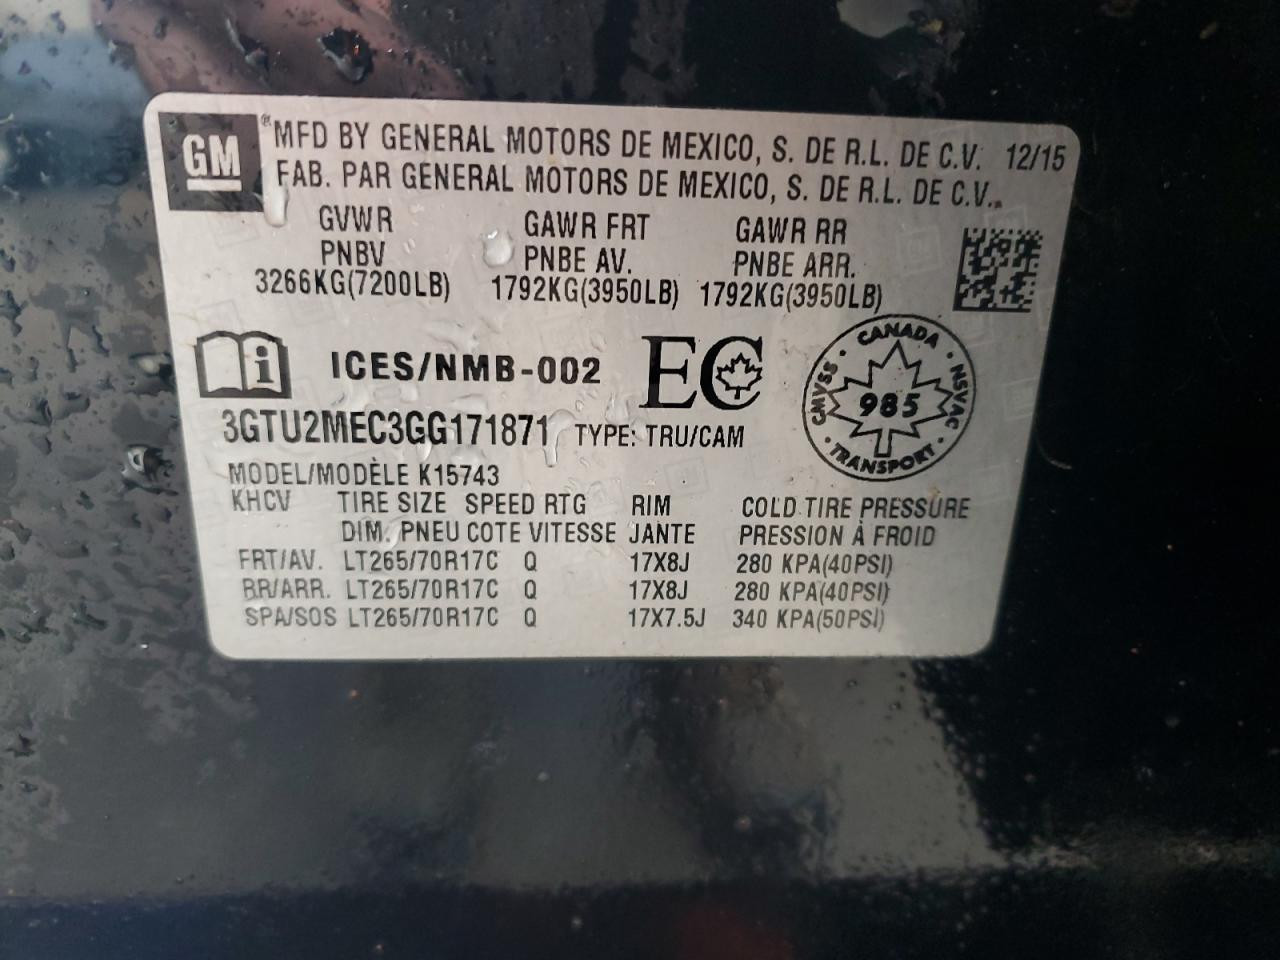 GM ® MFD BY GENERAL MOTORS DE MEXICO, S. DE R.L. DE C.V. 12/15
FAB. PAR GENERAL MOTORS DE MEXICO, S. DE R.L. DE C.V.
GVWR GAWR FRT GAWR RR
PNBV PNBE AV. PNBE ARR.
3266KG(7200LB) 1792KG(3950LB) 1792KG(3950LB)
i ICES/NMB-002 EC
CANADA CMVSS 985 NSVAC TRANSPORT
3GTU2MEC3GG171871 TYPE: TRU/CAM
MODEL/MODÈLE K15743
KHCV TIRE SIZE SPEED RTG RIM COLD TIRE PRESSURE
DIM. PNEU COTE VITESSE JANTE PRESSION À FROID
FRT/AV. LT265/70R17C Q 17X8J 280 KPA(40PSI)
RR/ARR. LT265/70R17C Q 17X8J 280 KPA(40PSI)
SPA/SOS LT265/70R17C Q 17X7.5J 340 KPA(50PSI)